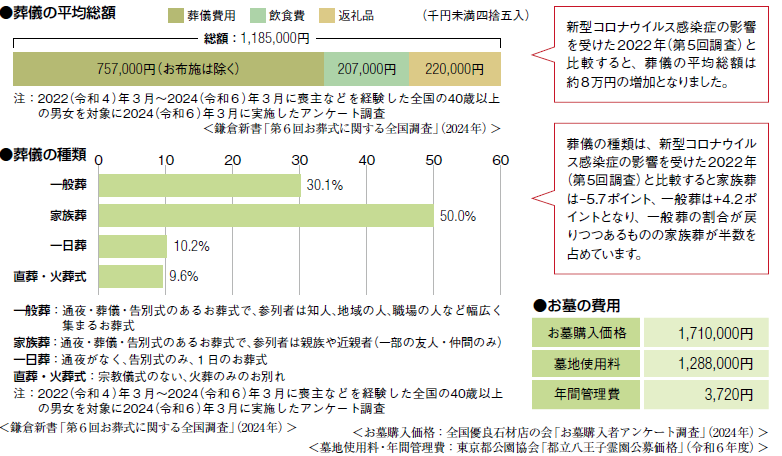 ●葬儀の平均総額
葬儀費用 飲食費 返礼品 （千円未満四捨五入）
総額：1,185,000円
757,000円（お布施は除く） 207,000円 220,000円
注：2022（令和４）年３月～2024（令和６）年３月に喪主などを経験した全国の40歳以上
の男女を対象に2024（令和６）年３月に実施したアンケート調査
＜鎌倉新書「第６回お葬式に関する全国調査」（2024年）＞
新型コロナウイルス感染症の影響
を受けた2022年（第5回調査）と
比較すると、葬儀の平均総額は
約８万円の増加となりました。
●葬儀の種類
0 10 20 30 40 50 60
一般葬 30.1%
家族葬 50.0%
一日葬 10.2%
直葬・火葬式 9.6%
葬儀の種類は、新型コロナウイル
ス感染症の影響を受けた2022年
（第5回調査）と比較すると家族葬
は−5.7ポイント、一般葬は+4.2ポ
イントとなり、一般葬の割合が戻
りつつあるものの家族葬が半数を
占めています。
一般葬：通夜・葬儀・告別式のあるお葬式で、参列者は知人、地域の人、職場の人など幅広く
集まるお葬式
家族葬：通夜・葬儀・告別式のあるお葬式で、参列者は親族や近親者（一部の友人・仲間のみ）
一日葬：通夜がなく、告別式のみ、１日のお葬式
直葬・火葬式：宗教儀式のない、火葬のみのお別れ
注：2022（令和４）年３月～2024（令和６）年３月に喪主などを経験した全国の40歳以上
の男女を対象に2024（令和６）年３月に実施したアンケート調査
＜鎌倉新書「第６回お葬式に関する全国調査」（2024年）＞
●お墓の費用
お墓購入価格 1,710,000円
墓地使用料 1,288,000円
年間管理費 3,720円
＜お墓購入価格：全国優良石材店の会「お墓購入者アンケート調査」（2024年）＞
＜墓地使用料・年間管理費：東京都公園協会「都立八王子霊園公募価格」（令和６年度）＞